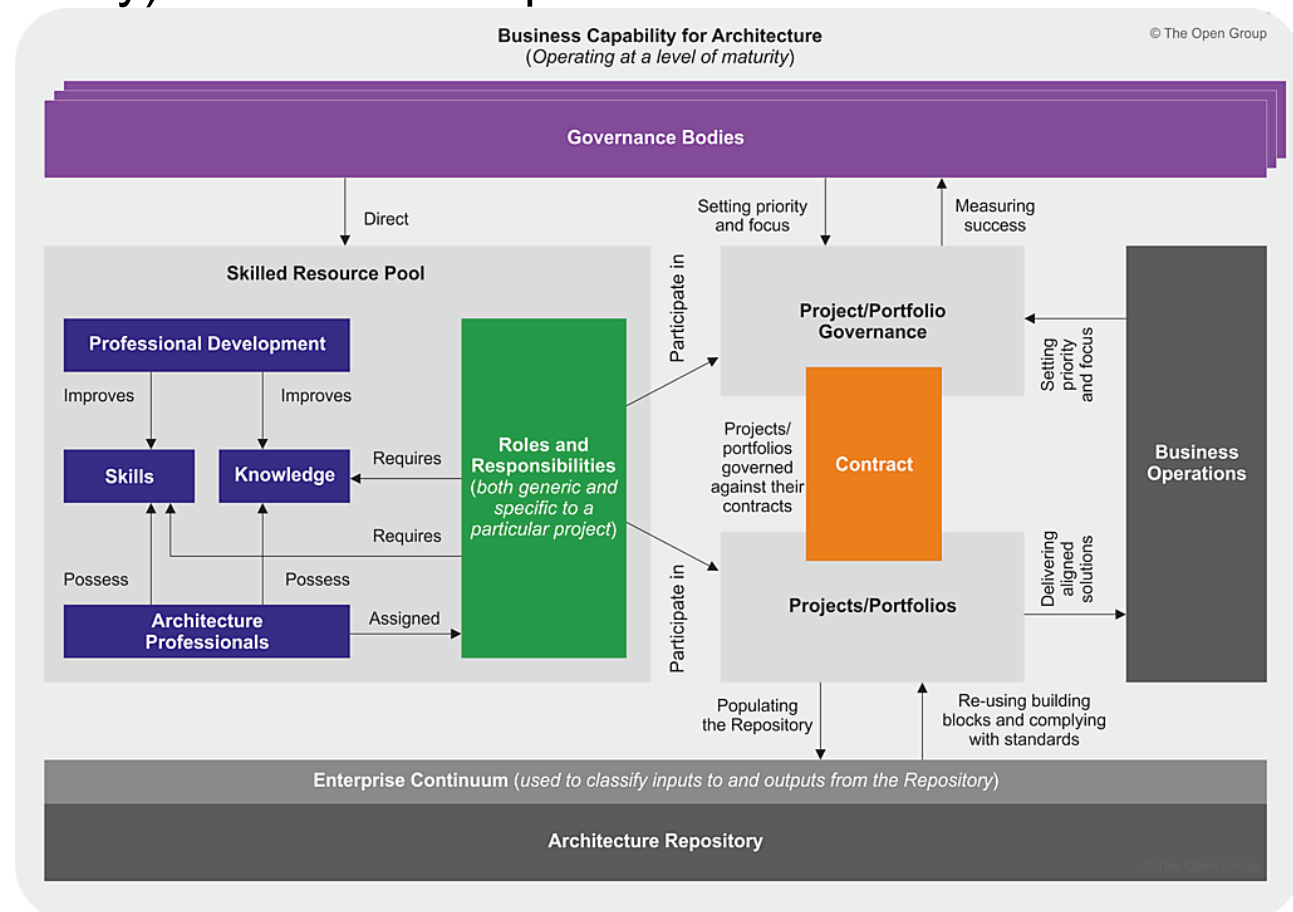 Business Capability for Architecture
(Operating at a level of maturity)
© The Open Group
Governance Bodies
Direct
Setting priority
and focus
Measuring
success
Skilled Resource Pool
Professional Development
Improves
Improves
Skills
Knowledge
Requires
Requires
Possess
Possess
Architecture
Professionals
Assigned
Roles and
Responsibilities
(both generic and
specific to a
particular project)
Participate in
Participate in
Project/Portfolio
Governance
Projects/
portfolios
governed
against their
contracts
Contract
Projects/Portfolios
Setting
priority
and focus
Business
Operations
Delivering
aligned
solutions
Populating
the Repository
Re-using building
blocks and complying
with standards
Enterprise Continuum (used to classify inputs to and outputs from the Repository)
Architecture Repository
© The Open Group